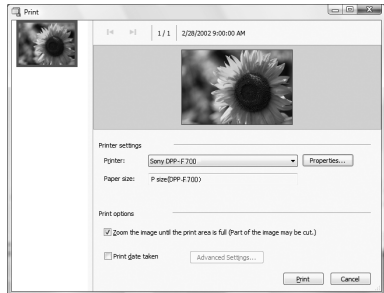 Print
1 / 1 2/28/2002 9:00:00 AM
Printer settings
Printer: Sony DPP-F700 Properties...
Paper size: P size(DPP-F700)
Print options
Zoom the image until the print area is full (Part of the image may be cut.)
Print date taken Advanced Settings...
Print Cancel